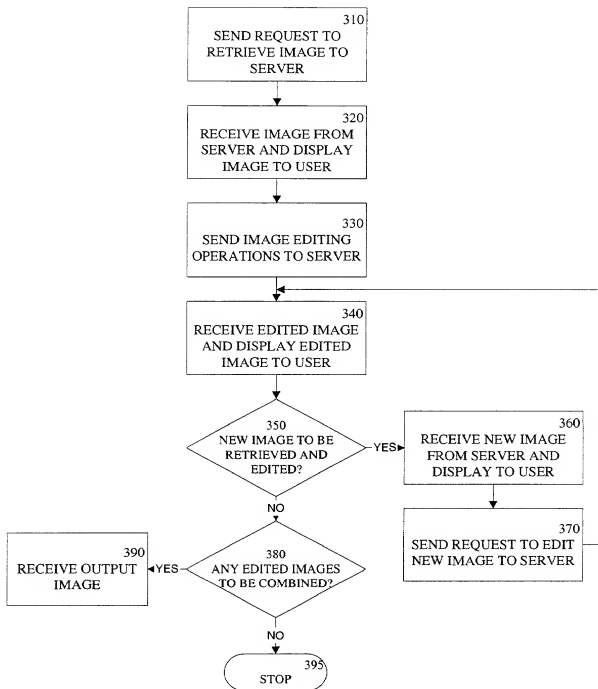 310
SEND REQUEST TO
RETRIEVE IMAGE TO
SERVER
320
RECEIVE IMAGE FROM
SERVER AND DISPLAY
IMAGE TO USER
330
SEND IMAGE EDITING
OPERATIONS TO SERVER
340
RECEIVE EDITED IMAGE
AND DISPLAY EDITED
IMAGE TO USER
350
NEW IMAGE TO BE
RETRIEVED AND
EDITED?
YES
360
RECEIVE NEW IMAGE
FROM SERVER AND
DISPLAY TO USER
370
SEND REQUEST TO EDIT
NEW IMAGE TO SERVER
NO
380
ANY EDITED IMAGES
TO BE COMBINED?
YES
390
RECEIVE OUTPUT
IMAGE
NO
395
STOP